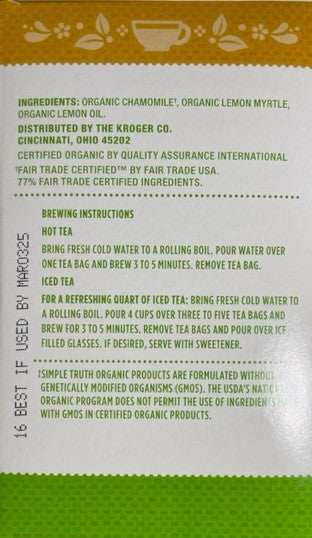 INGREDIENTS: ORGANIC CHAMOMILE†, ORGANIC LEMON MYRTLE,
ORGANIC LEMON OIL.
DISTRIBUTED BY THE KROGER CO.
CINCINNATI, OHIO 45202
CERTIFIED ORGANIC BY QUALITY ASSURANCE INTERNATIONAL
†FAIR TRADE CERTIFIED™ BY FAIR TRADE USA.
77% FAIR TRADE CERTIFIED INGREDIENTS.
BREWING INSTRUCTIONS
HOT TEA
BRING FRESH COLD WATER TO A ROLLING BOIL. POUR WATER OVER
ONE TEA BAG AND BREW 3 TO 5 MINUTES. REMOVE TEA BAG.
ICED TEA
FOR A REFRESHING QUART OF ICED TEA: BRING FRESH COLD WATER TO
A ROLLING BOIL. POUR 4 CUPS OVER THREE TO FIVE TEA BAGS AND
BREW FOR 3 TO 5 MINUTES. REMOVE TEA BAGS AND POUR OVER ICE
FILLED GLASSES. IF DESIRED, SERVE WITH SWEETENER.
‡SIMPLE TRUTH ORGANIC PRODUCTS ARE FORMULATED WITHOUT
GENETICALLY MODIFIED ORGANISMS (GMOS). THE USDA'S NATIONAL
ORGANIC PROGRAM DOES NOT PERMIT THE USE OF INGREDIENTS MADE
WITH GMOS IN CERTIFIED ORGANIC PRODUCTS.
16 BEST IF USED BY MAR0325